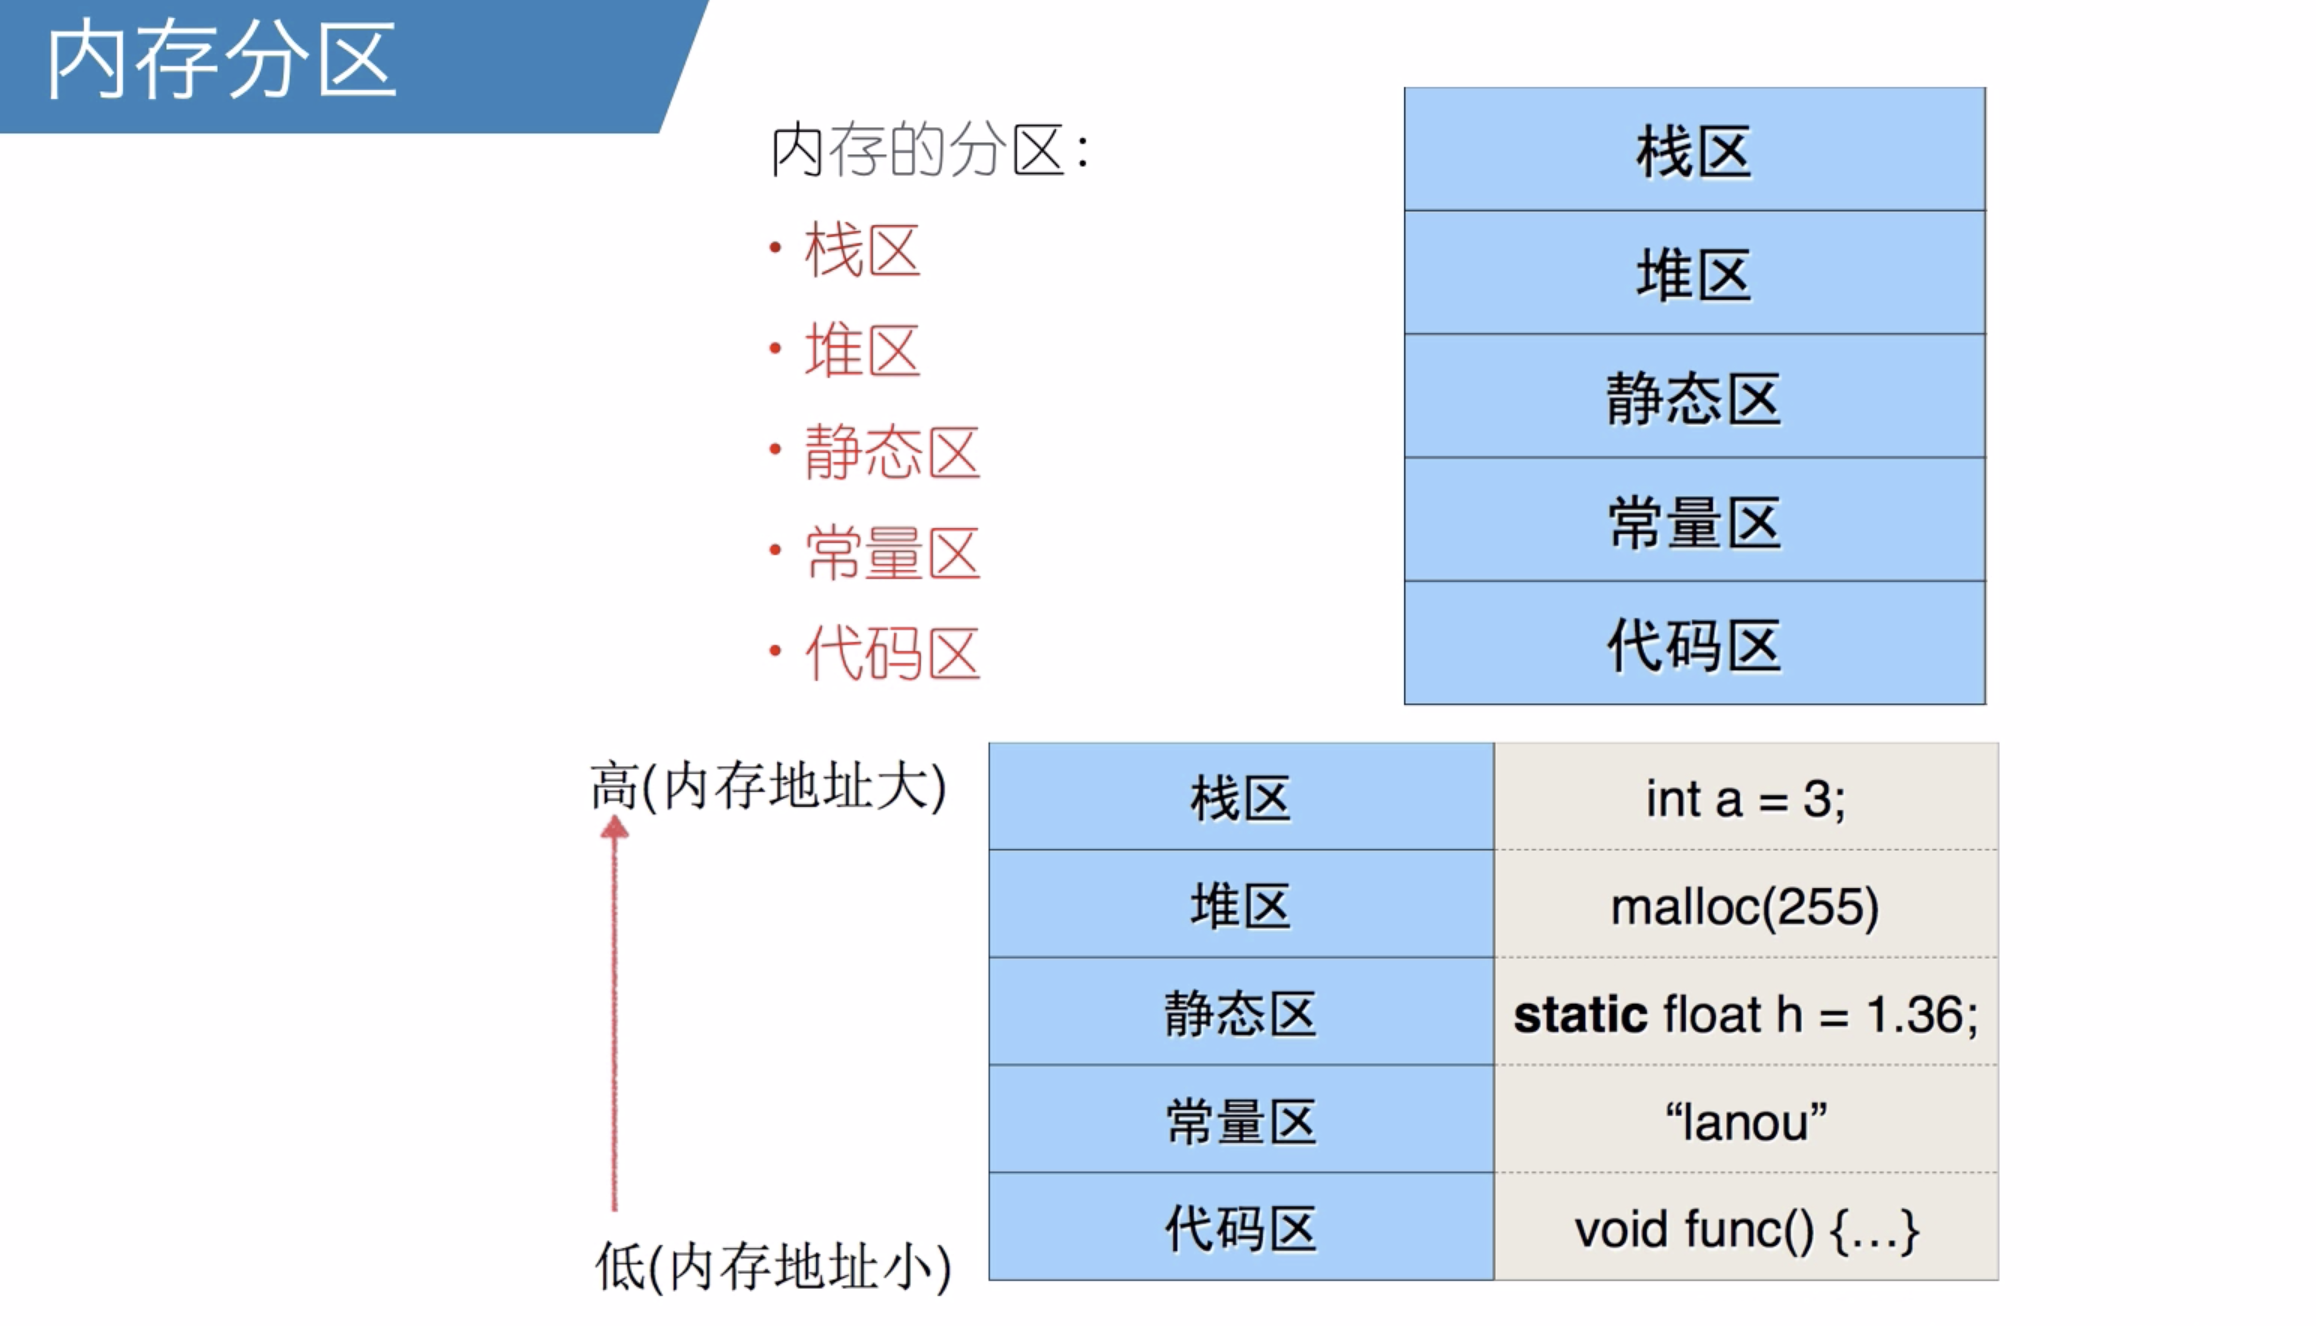 内存分区
内存的分区：
• 栈区
• 堆区
• 静态区
• 常量区
• 代码区
栈区
堆区
静态区
常量区
代码区
高(内存地址大)
低(内存地址小)
栈区 int a = 3;
堆区 malloc(255)
静态区 static float h = 1.36;
常量区 “lanou”
代码区 void func() {...}